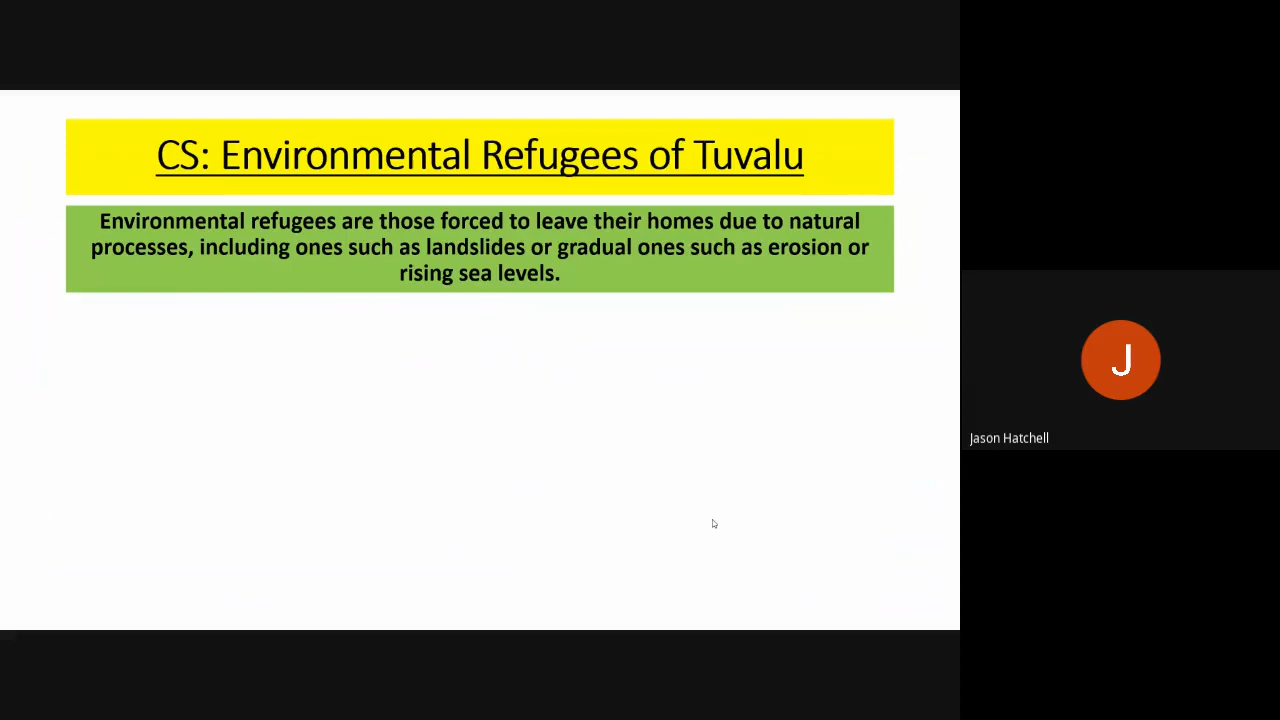 CS: Environmental Refugees of Tuvalu
Environmental refugees are those forced to leave their homes due to natural
processes, including ones such as landslides or gradual ones such as erosion or
rising sea levels.
J
Jason Hatchell